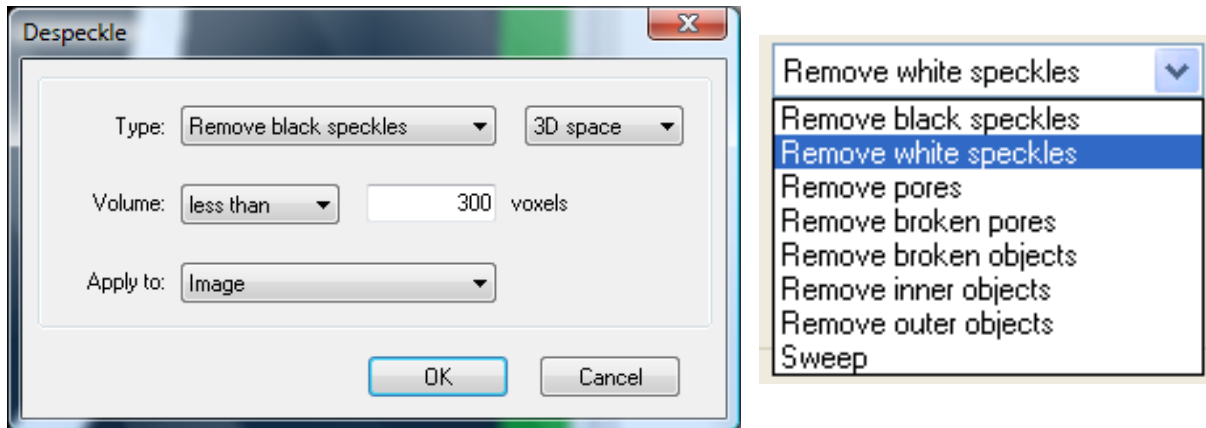 Despeckle
Type: Remove black speckles 3D space
Volume: less than 300 voxels
Apply to: Image
OK Cancel
Remove white speckles
Remove black speckles
Remove white speckles
Remove pores
Remove broken pores
Remove broken objects
Remove inner objects
Remove outer objects
Sweep